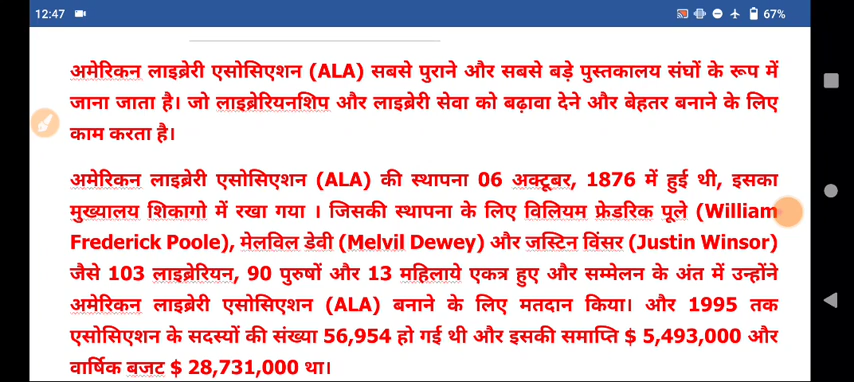 12:47
67%
अमेरिकन लाइब्रेरी एसोसिएशन (ALA) सबसे पुराने और सबसे बड़े पुस्तकालय संघों के रूप में
जाना जाता है। जो लाइब्रेरियनशिप और लाइब्रेरी सेवा को बढ़ावा देने और बेहतर बनाने के लिए
काम करता है।
अमेरिकन लाइब्रेरी एसोसिएशन (ALA) की स्थापना 06 अक्टूबर, 1876 में हुई थी, इसका
मुख्यालय शिकागो में रखा गया । जिसकी स्थापना के लिए विलियम फ्रेडरिक पूले (William
Frederick Poole), मेलविल डेवी (Melvil Dewey) और जस्टिन विंसर (Justin Winsor)
जैसे 103 लाइब्रेरियन, 90 पुरुषों और 13 महिलाये एकत्र हुए और सम्मेलन के अंत में उन्होंने
अमेरिकन लाइब्रेरी एसोसिएशन (ALA) बनाने के लिए मतदान किया। और 1995 तक
एसोसिएशन के सदस्यों की संख्या 56,954 हो गई थी और इसकी समाप्ति $ 5,493,000 और
वार्षिक बजट $ 28,731,000 था।